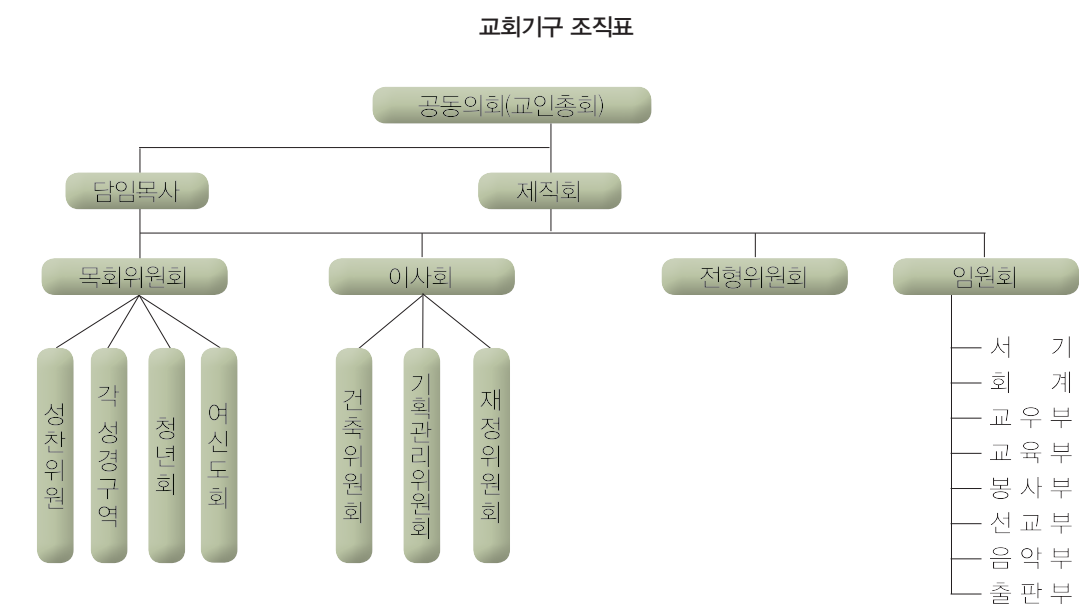 교회기구 조직표
공동의회(교인총회)
담임목사
제직회
목회위원회
이사회
전형위원회
임원회
성찬위원
각 성경구역
청년회
여신도회
건축위원회
기획관리위원회
재정위원회
서 기
회 계
교우부
교육부
봉사부
선교부
음악부
출판부